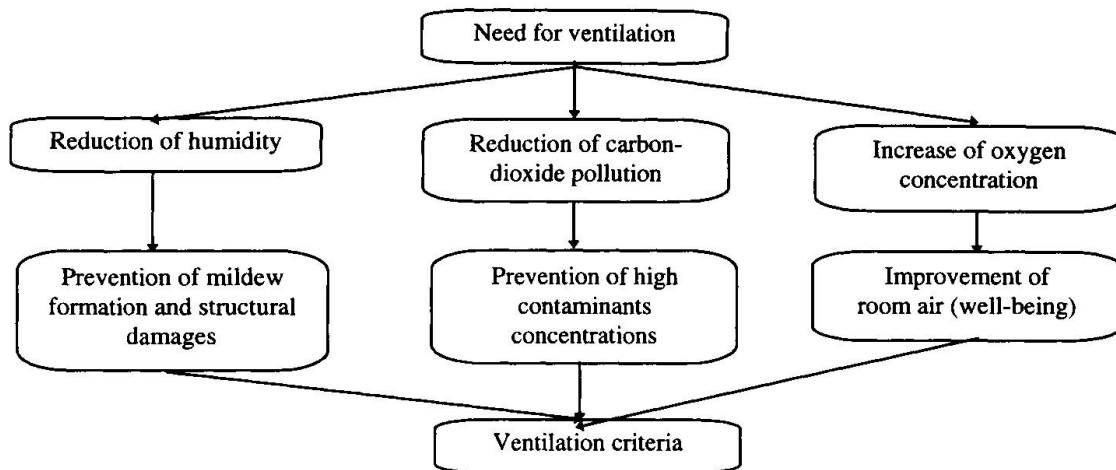 Need for ventilation
Reduction of humidity
Reduction of carbon-
dioxide pollution
Increase of oxygen
concentration
Prevention of mildew
formation and structural
damages
Prevention of high
contaminants
concentrations
Improvement of
room air (well-being)
Ventilation criteria